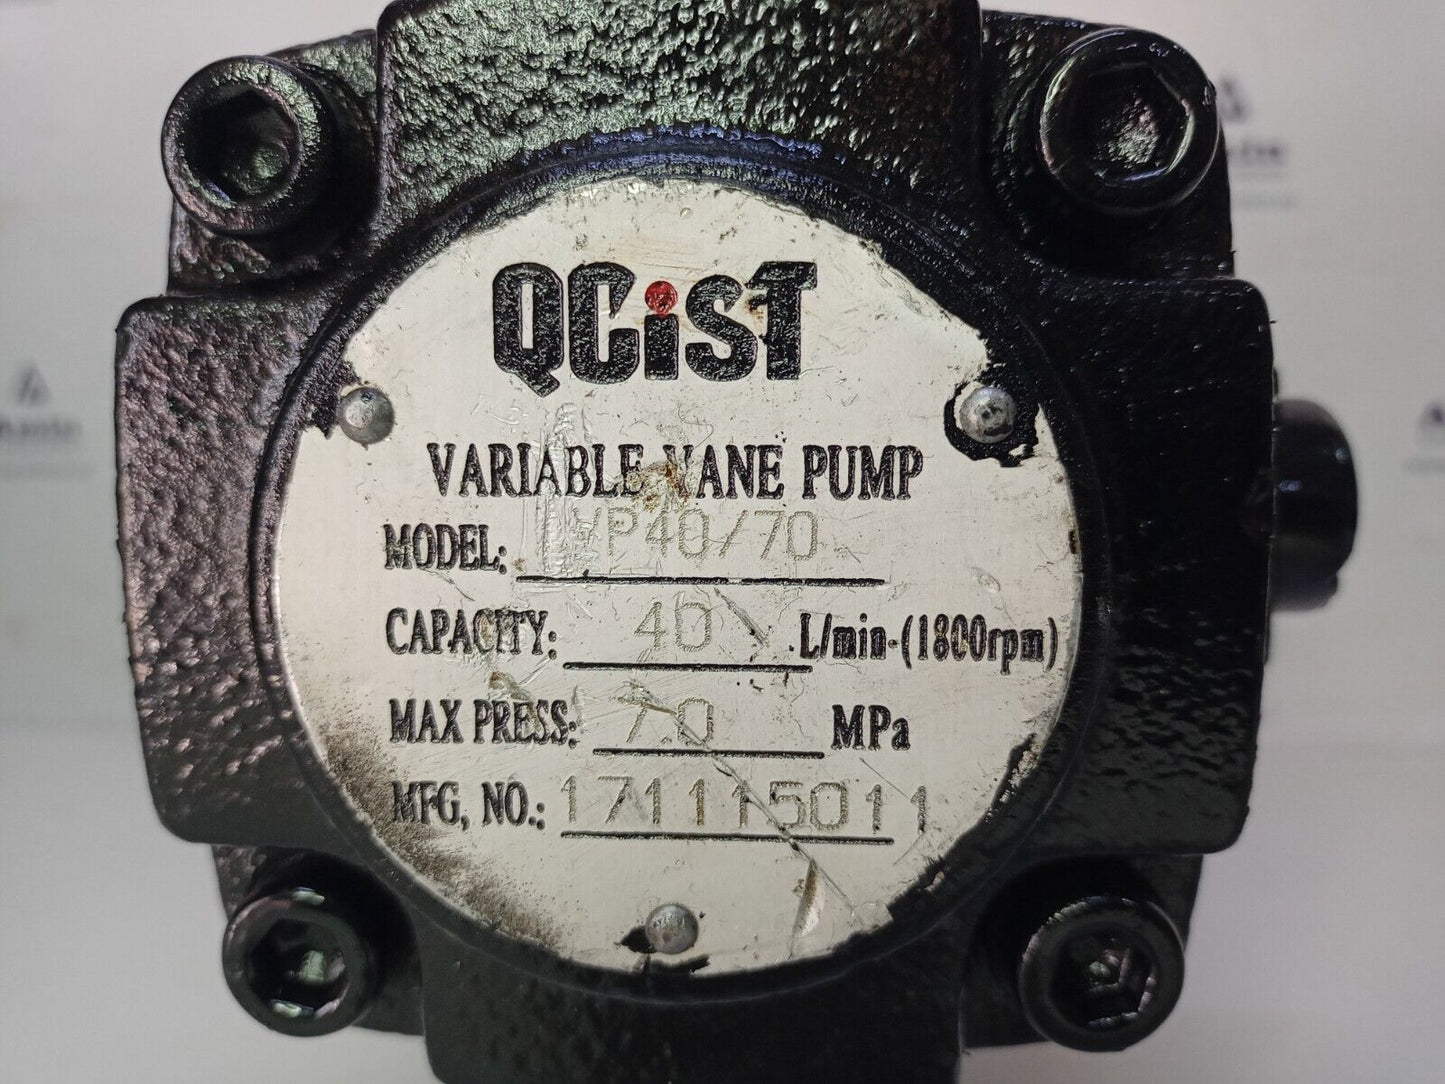 QCiST
VARIABLE VANE PUMP
MODEL: VP40/70
CAPACITY: 40 L/min-(1800rpm)
MAX PRESS: 7.0 MPa
MFG, NO.: 171115011